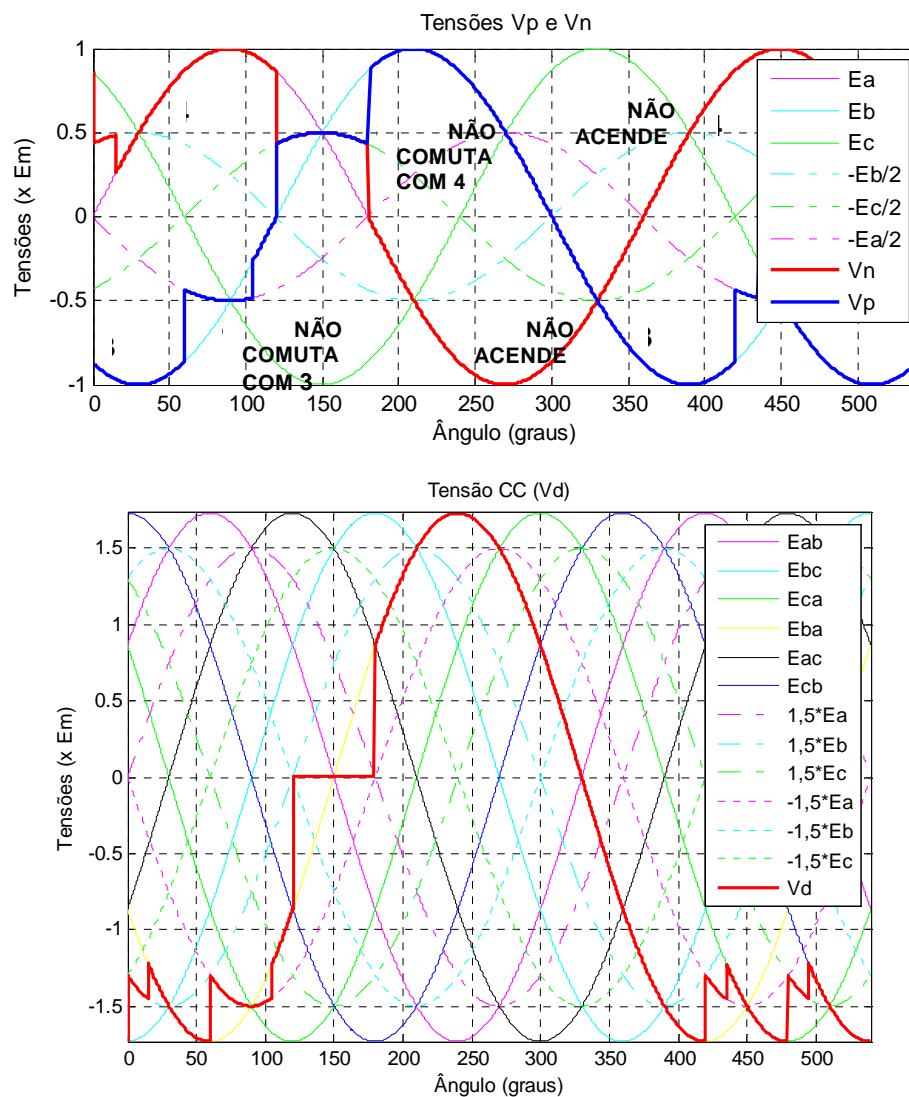 Tensões Vp e Vn
Tensões (x Em)
1
0.5
0
-0.5
-1
NÃO
COMUTA
COM 4
NÃO
ACENDE
NÃO
COMUTA
COM 3
NÃO
ACENDE
Ea
Eb
Ec
-Eb/2
-Ec/2
-Ea/2
Vn
Vp
0 50 100 150 200 250 300 350 400 450 500
Ângulo (graus)
Tensão CC (Vd)
Tensões (x Em)
1.5
1
0.5
0
-0.5
-1
-1.5
Eab
Ebc
Eca
Eba
Eac
Ecb
1,5*Ea
1,5*Eb
1,5*Ec
-1,5*Ea
-1,5*Eb
-1,5*Ec
Vd
0 50 100 150 200 250 300 350 400 450 500
Ângulo (graus)